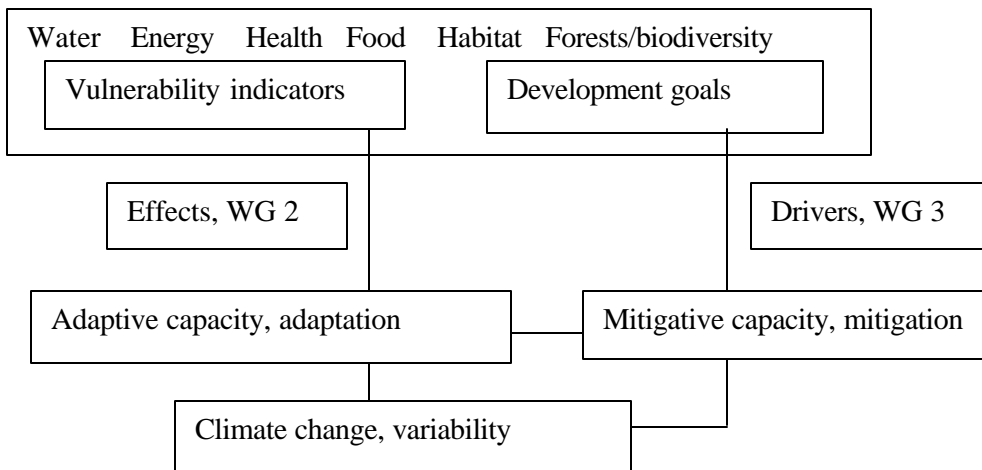 Water Energy Health Food Habitat Forests/biodiversity
Vulnerability indicators
Development goals
Effects, WG 2
Drivers, WG 3
Adaptive capacity, adaptation
Mitigative capacity, mitigation
Climate change, variability